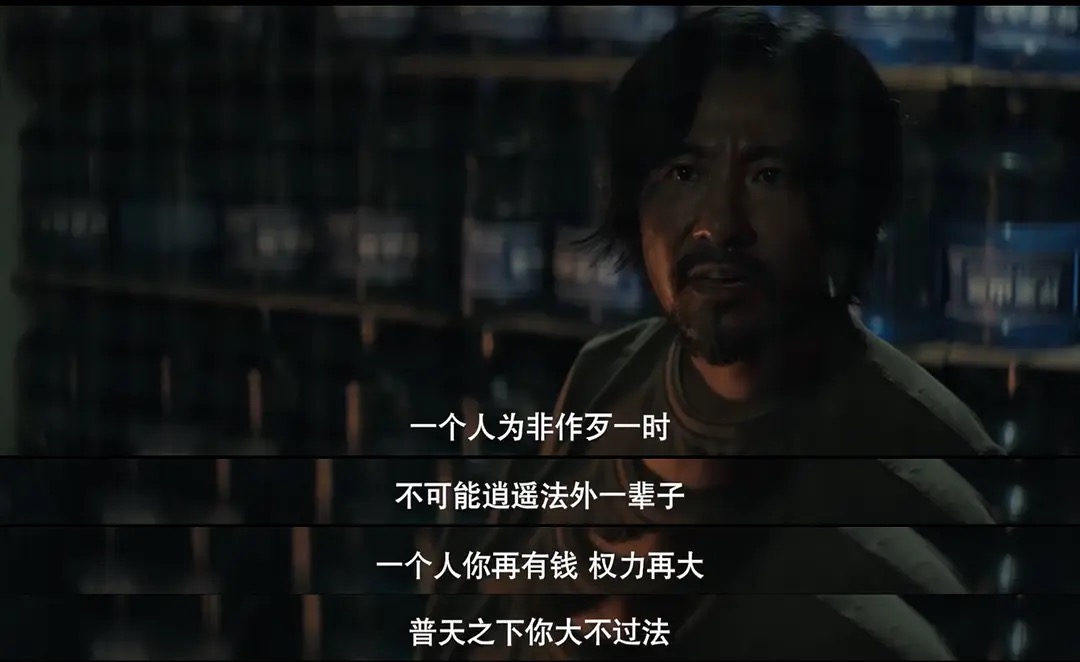 一个人为非作歹一时
不可能逍遥法外一辈子
一个人你再有钱 权力再大
普天之下你大不过法